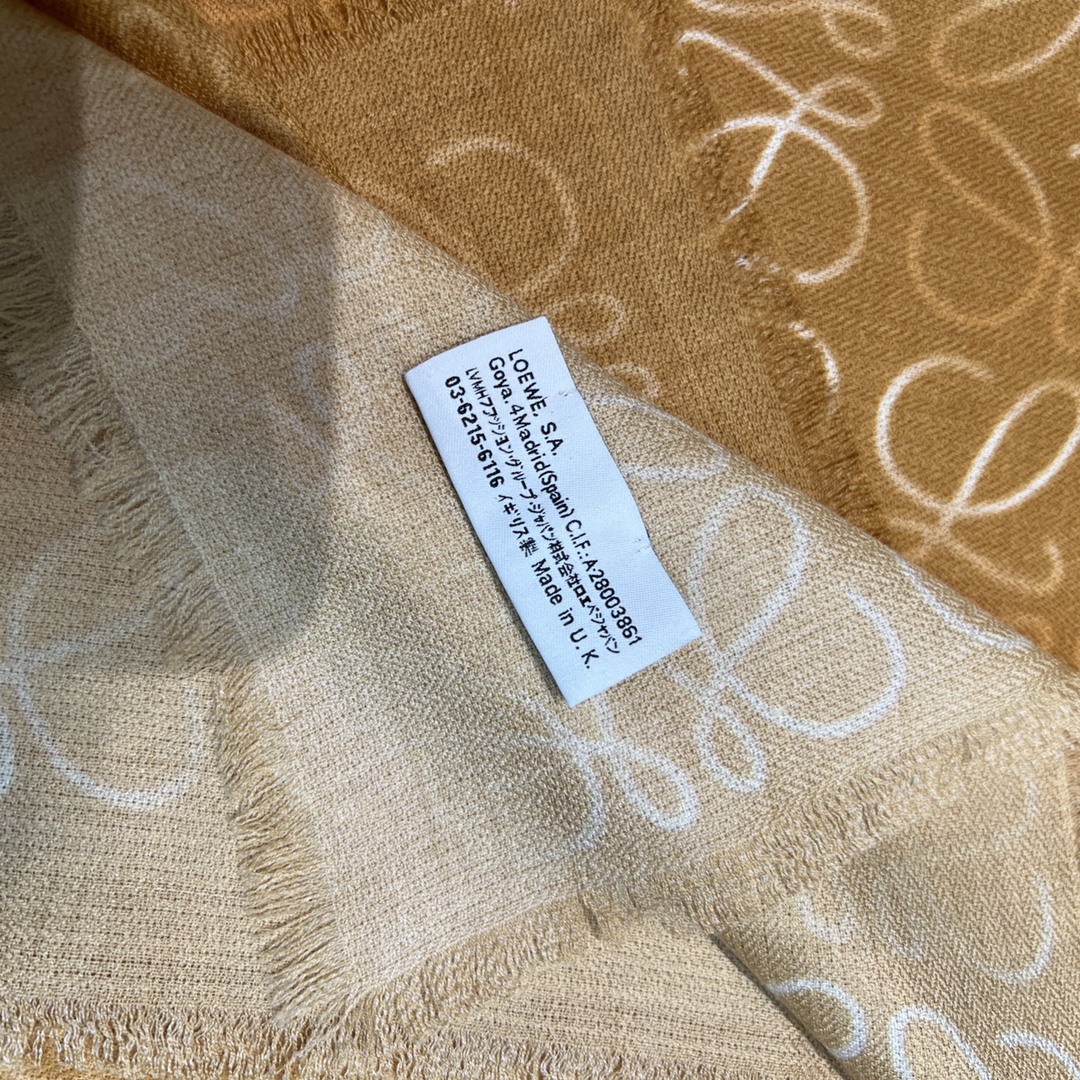 LOEWE, S.A.
Goya. 4 Madrid(Spain) C.I.F.: A-28003861
LVMHファッション・グループ・ジャパン株式会社ロエベジャパン
03-6215-6116 イギリス製 Made in U.K.